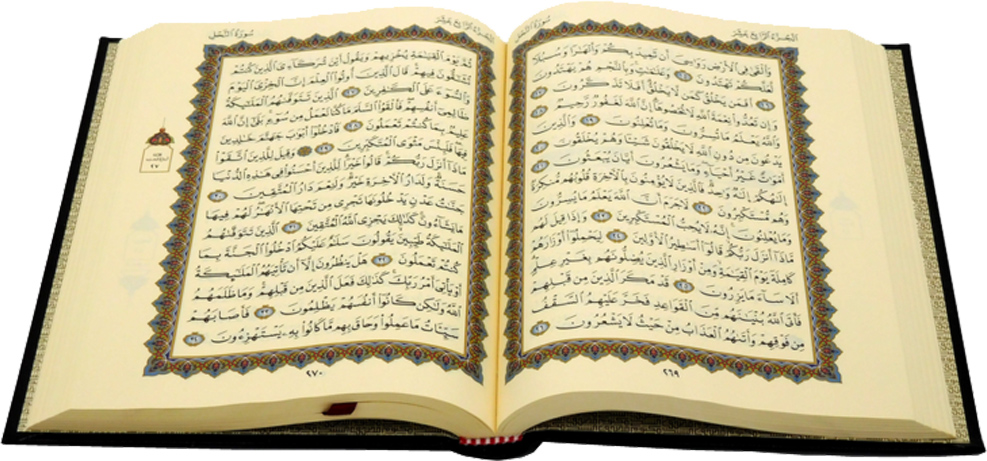 الجزء الرابع عشر سورة النحل
وَأَلْقَىٰ فِي ٱلْأَرْضِ رَوَٰسِيَ أَن تَمِيدَ بِكُمْ وَأَنْهَٰرًا وَسُبُلًا
لَّعَلَّكُمْ تَهْتَدُونَ ١٥ وَعَلَٰمَٰتٍ وَبِٱلنَّجْمِ هُمْ يَهْتَدُونَ
١٦ أَفَمَن يَخْلُقُ كَمَن لَّا يَخْلُقُ أَفَلَا تَذَكَّرُونَ ١٧
وَإِن تَعُدُّوا۟ نِعْمَةَ ٱللَّهِ لَا تُحْصُوهَآ إِنَّ ٱللَّهَ لَغَفُورٌ رَّحِيمٌ ١٨
وَٱللَّهُ يَعْلَمُ مَا تُسِرُّونَ وَمَا تُعْلِنُونَ ١٩ وَٱلَّذِينَ
يَدْعُونَ مِن دُونِ ٱللَّهِ لَا يَخْلُقُونَ شَيْـًٔا وَهُمْ يُخْلَقُونَ ٢٠
أَمْوَٰتٌ غَيْرُ أَحْيَآءٍ وَمَا يَشْعُرُونَ أَيَّانَ يُبْعَثُونَ ٢١
إِلَٰهُكُمْ إِلَٰهٌ وَٰحِدٌ فَٱلَّذِينَ لَا يُؤْمِنُونَ بِٱلْـَٔاخِرَةِ قُلُوبُهُم مُّنكِرَةٌ
وَهُم مُّسْتَكْبِرُونَ ٢٢ لَا جَرَمَ أَنَّ ٱللَّهَ يَعْلَمُ مَا يُسِرُّونَ
وَمَا يُعْلِنُونَ إِنَّهُۥ لَا يُحِبُّ ٱلْمُسْتَكْبِرِينَ ٢٣ وَإِذَا قِيلَ لَهُم
مَّاذَآ أَنزَلَ رَبُّكُمْ قَالُوٓا۟ أَسَٰطِيرُ ٱلْأَوَّلِينَ ٢٤ لِيَحْمِلُوٓا۟ أَوْزَارَهُمْ
كَامِلَةً يَوْمَ ٱلْقِيَٰمَةِ وَمِنْ أَوْزَارِ ٱلَّذِينَ يُضِلُّونَهُم بِغَيْرِ عِلْمٍ
أَلَا سَآءَ مَا يَزِرُونَ ٢٥ قَدْ مَكَرَ ٱلَّذِينَ مِن قَبْلِهِمْ
فَأَتَى ٱللَّهُ بُنْيَٰنَهُم مِّنَ ٱلْقَوَاعِدِ فَخَرَّ عَلَيْهِمُ ٱلسَّقْفُ
مِن فَوْقِهِمْ وَأَتَىٰهُمُ ٱلْعَذَابُ مِنْ حَيْثُ لَا يَشْعُرُونَ ٢٦
٢٦٩
الجزء الرابع عشر سورة النحل
ثُمَّ يَوْمَ ٱلْقِيَٰمَةِ يُخْزِيهِمْ وَيَقُولُ أَيْنَ شُرَكَآءِيَ ٱلَّذِينَ كُنتُمْ
تُشَٰٓقُّونَ فِيهِمْ قَالَ ٱلَّذِينَ أُوتُوا۟ ٱلْعِلْمَ إِنَّ ٱلْخِزْيَ ٱلْيَوْمَ
وَٱلسُّوٓءَ عَلَى ٱلْكَٰفِرِينَ ٢٧ ٱلَّذِينَ تَتَوَفَّىٰهُمُ ٱلْمَلَٰٓئِكَةُ
ظَالِمِيٓ أَنفُسِهِمْ فَأَلْقَوُا۟ ٱلسَّلَمَ مَا كُنَّا نَعْمَلُ مِن سُوٓءٍ بَلَىٰٓ إِنَّ ٱللَّهَ
عَلِيمٌۢ بِمَا كُنتُمْ تَعْمَلُونَ ٢٨ فَٱدْخُلُوٓا۟ أَبْوَٰبَ جَهَنَّمَ خَٰلِدِينَ
فِيهَا فَلَبِئْسَ مَثْوَى ٱلْمُتَكَبِّرِينَ ٢٩ ۞ وَقِيلَ لِلَّذِينَ ٱتَّقَوْا۟
مَاذَآ أَنزَلَ رَبُّكُمْ قَالُوا۟ خَيْرًا لِّلَّذِينَ أَحْسَنُوا۟ فِي هَٰذِهِ ٱلدُّنْيَا
حَسَنَةٌ وَلَدَارُ ٱلْـَٔاخِرَةِ خَيْرٌ وَلَنِعْمَ دَارُ ٱلْمُتَّقِينَ ٣٠
جَنَّٰتُ عَدْنٍ يَدْخُلُونَهَا تَجْرِي مِن تَحْتِهَا ٱلْأَنْهَٰرُ لَهُمْ فِيهَا
مَا يَشَآءُونَ كَذَٰلِكَ يَجْزِي ٱللَّهُ ٱلْمُتَّقِينَ ٣١ ٱلَّذِينَ تَتَوَفَّىٰهُمُ
ٱلْمَلَٰٓئِكَةُ طَيِّبِينَ يَقُولُونَ سَلَٰمٌ عَلَيْكُمُ ٱدْخُلُوا۟ ٱلْجَنَّةَ بِمَا
كُنتُمْ تَعْمَلُونَ ٣٢ هَلْ يَنظُرُونَ إِلَّآ أَن تَأْتِيَهُمُ ٱلْمَلَٰٓئِكَةُ
أَوْ يَأْتِيَ أَمْرُ رَبِّكَ كَذَٰلِكَ فَعَلَ ٱلَّذِينَ مِن قَبْلِهِمْ وَمَا ظَلَمَهُمُ
ٱللَّهُ وَلَٰكِن كَانُوٓا۟ أَنفُسَهُمْ يَظْلِمُونَ ٣٣ فَأَصَابَهُمْ
سَيِّـَٔاتُ مَا عَمِلُوا۟ وَحَاقَ بِهِم مَّا كَانُوا۟ بِهِۦ يَسْتَهْزِءُونَ ٣٤
٢٧٠